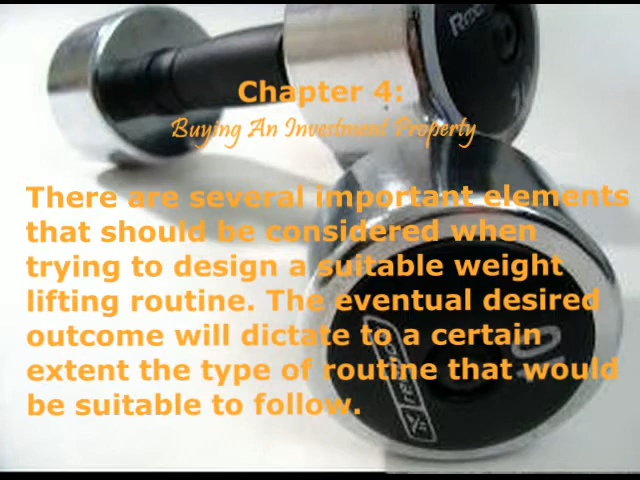 Chapter 4:
Buying An Investment Property
There are several important elements
that should be considered when
trying to design a suitable weight
lifting routine. The eventual desired
outcome will dictate to a certain
extent the type of routine that would
be suitable to follow.
10